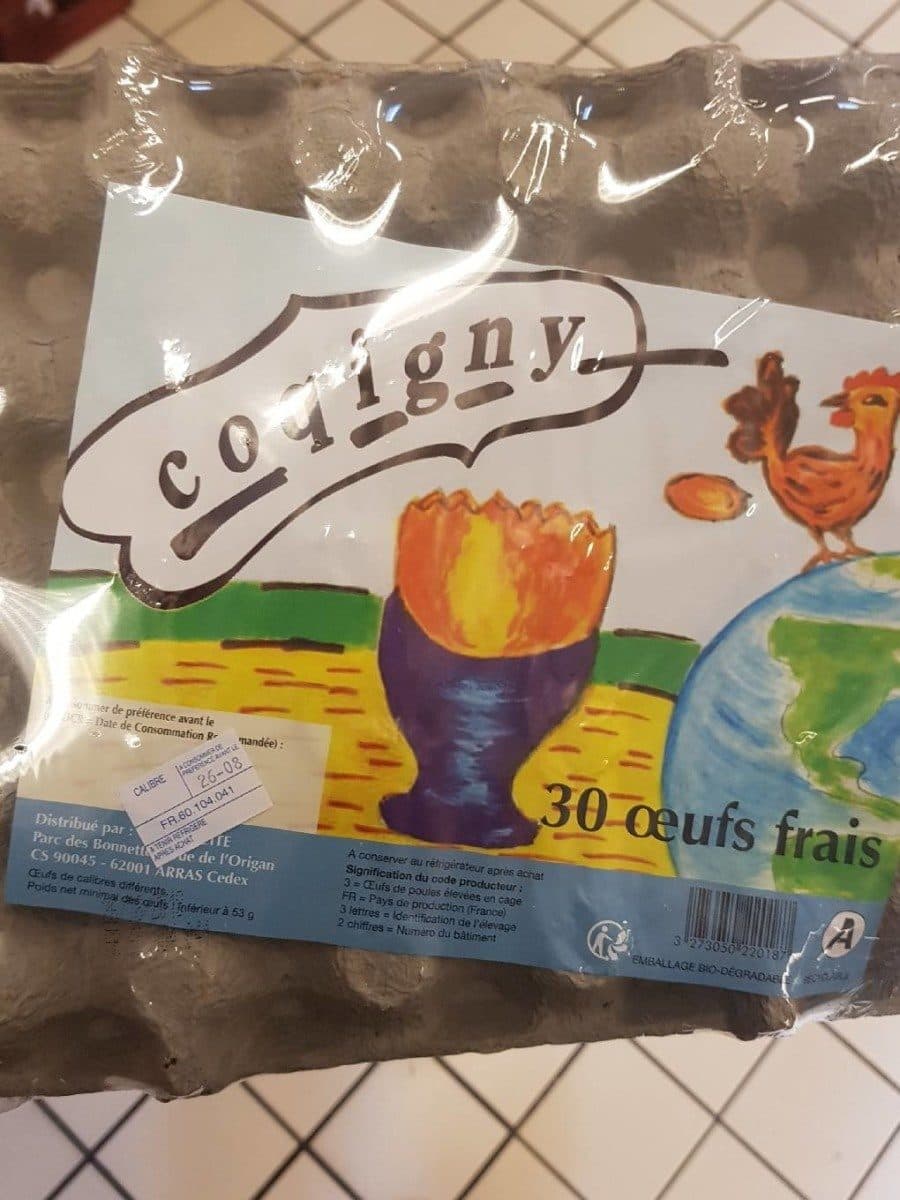 coqigny
de préférence avant le
Date de Consommation
mandée) :
CALIBRE
A CONSOMMER DE
PREFERENCE AVANT LE
26-08
FR.60.104.041
A TENIR REFRIGERE
APRES ACHAT
30 œufs frais
Distribué par :
Parc des
de l'Origan
CS 90045 - 62001 ARRAS Cedex
Œufs de calibres différents.
Poids net minimal des œufs : Inférieur à 53 g
A conserver au réfrigérateur après achat
Signification du code producteur :
3 = Œufs de poules élevées en cage
FR = Pays de production (France)
3 lettres = Identification de l'élevage
2 chiffres = Numéro du bâtiment
3 273050 220187
A
EMBALLAGE BIO-DÉGRADABLE